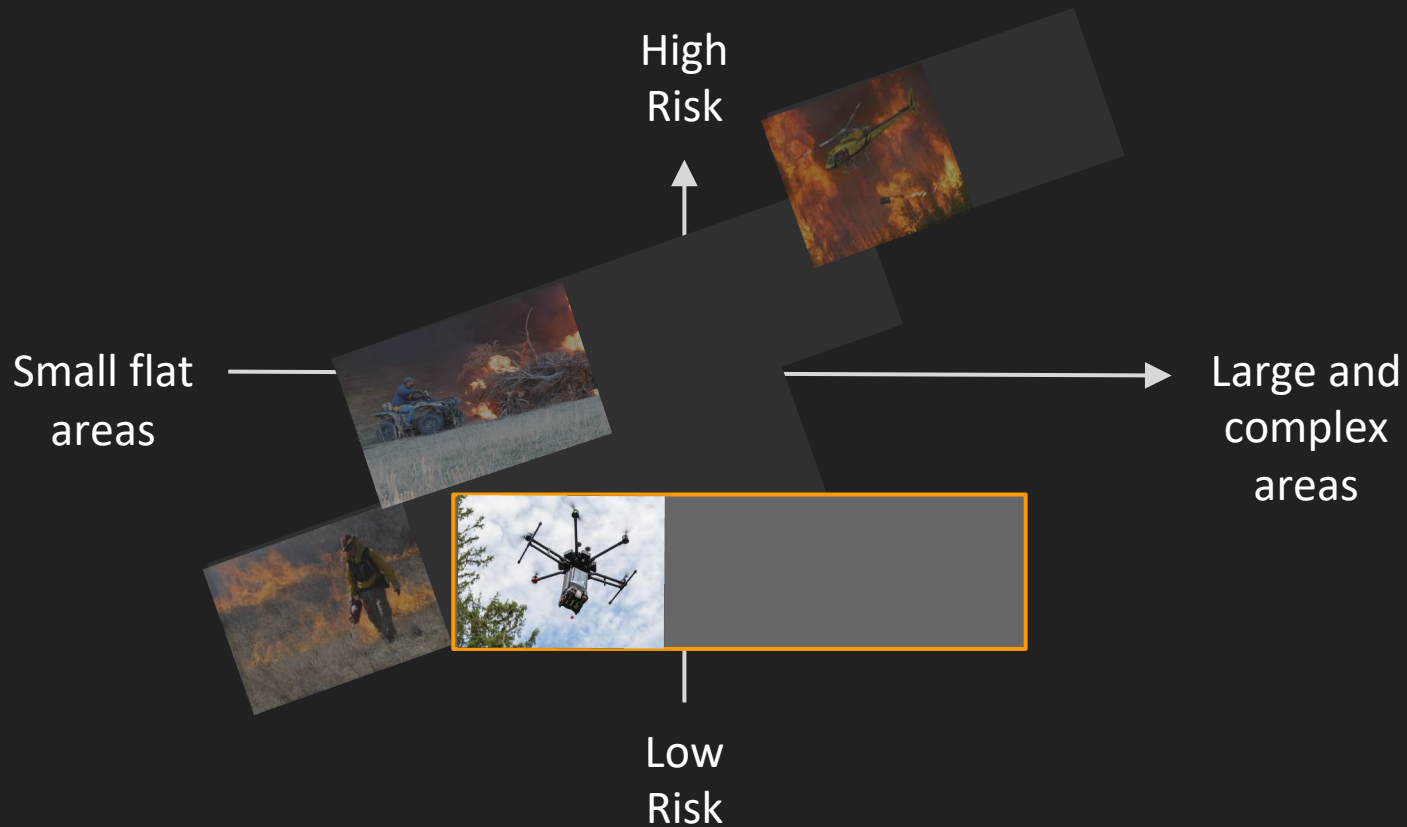 High
Risk
Small flat
areas
Large and
complex
areas
Low
Risk